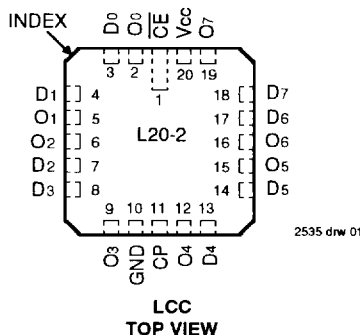 INDEX
D0 O0 CE Vcc O7
3 2 20 19
1
D1 4 18 D7
O1 5 L20-2 17 D6
O2 6 16 O6
D2 7 15 O5
D3 8 14 D5
9 10 11 12 13
O3 GND CP O4 D4
2535 drw 01
LCC
TOP VIEW